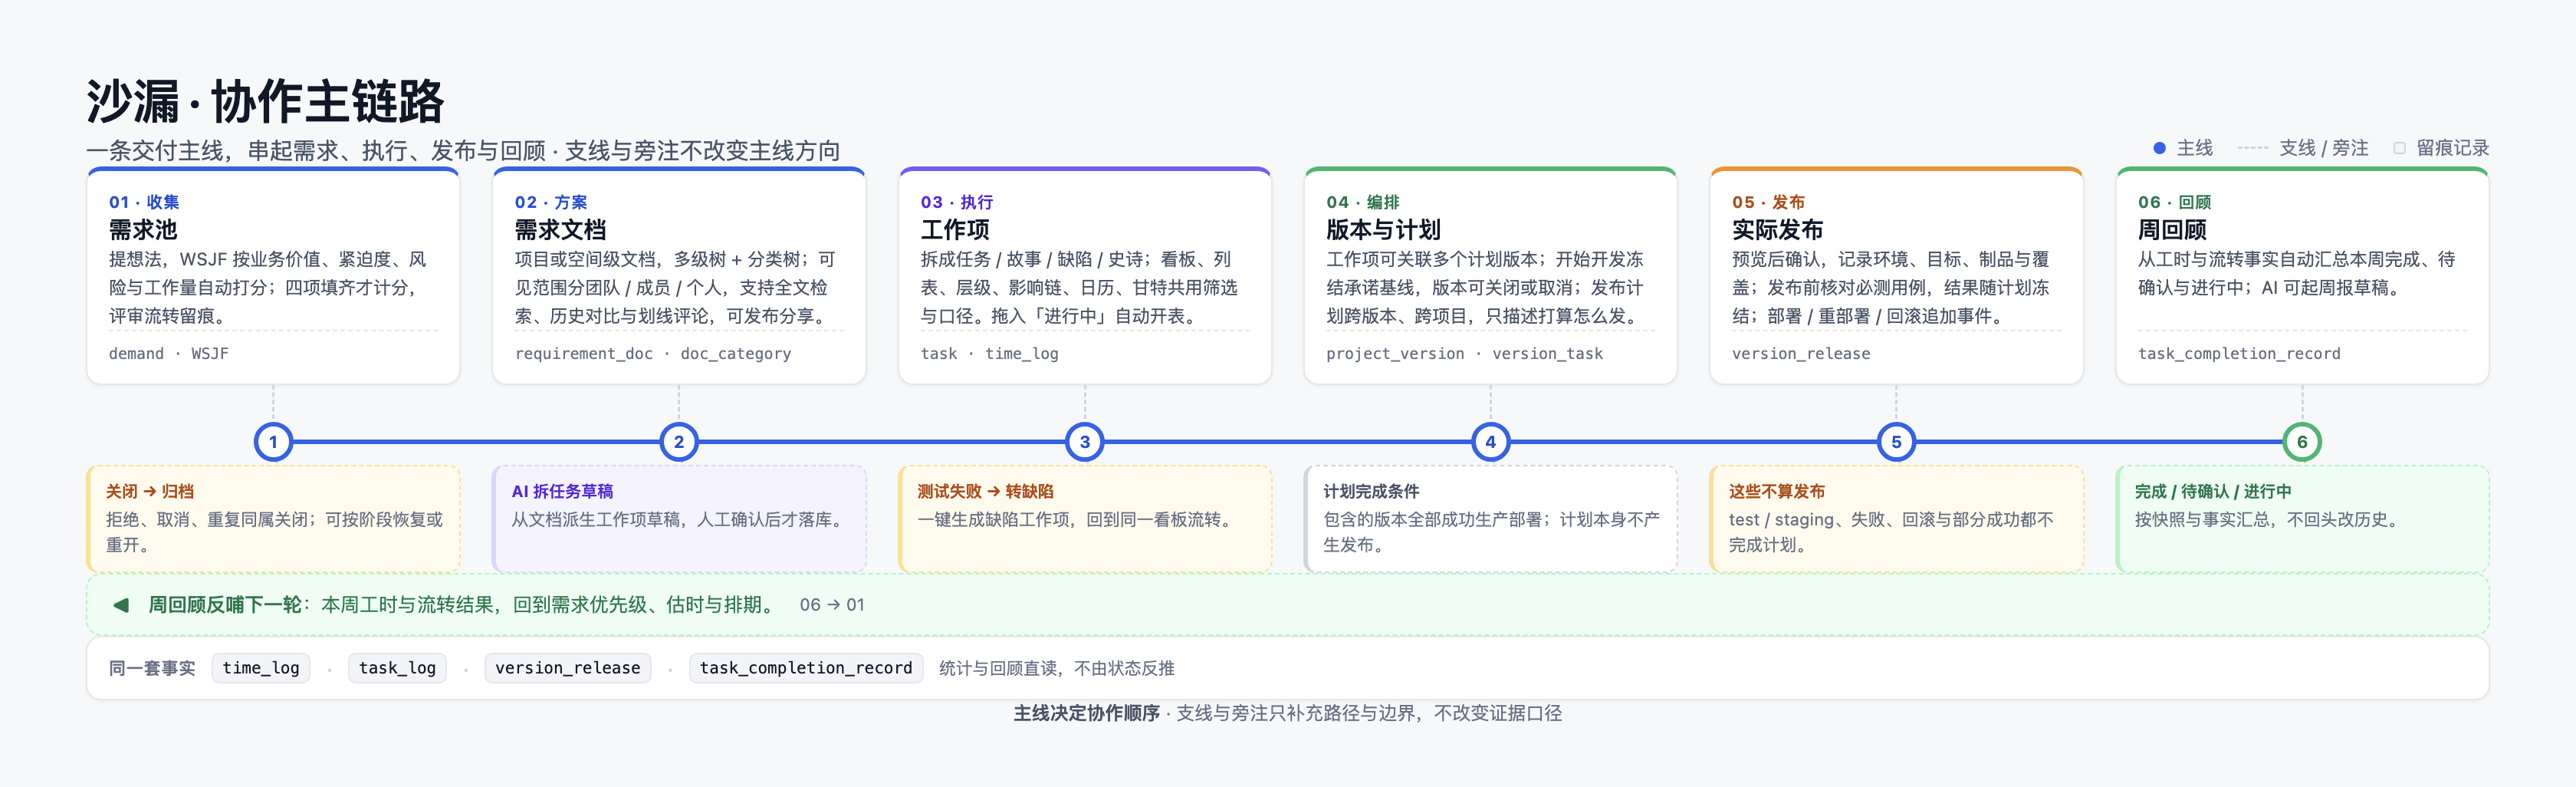 沙漏 · 协作主链路
一条交付主线，串起需求、执行、发布与回顾 · 支线与旁注不改变主线方向
主线
支线 / 旁注
留痕记录
01 · 收集
需求池
提想法，WSJF 按业务价值、紧迫度、风
险与工作量自动打分；四项填齐才计分，
评审流转留痕。
demand · WSJF
02 · 方案
需求文档
项目或空间级文档，多级树 + 分类树；可
见范围分团队 / 成员 / 个人，支持全文检
索、历史对比与划线评论，可发布分享。
requirement_doc · doc_category
03 · 执行
工作项
拆成任务 / 故事 / 缺陷 / 史诗；看板、列
表、层级、影响链、日历、甘特共用筛选
与口径。拖入「进行中」自动开表。
task · time_log
04 · 编排
版本与计划
工作项可关联多个计划版本；开始开发冻
结承诺基线，版本可关闭或取消；发布计
划跨版本、跨项目，只描述打算怎么发。
project_version · version_task
05 · 发布
实际发布
预览后确认，记录环境、目标、制品与覆
盖；发布前核对必测用例，结果随计划冻
结；部署 / 重部署 / 回滚追加事件。
version_release
06 · 回顾
周回顾
从工时与流转事实自动汇总本周完成、待
确认与进行中；AI 可起周报草稿。
task_completion_record
1
2
3
4
5
6
关闭 → 归档
拒绝、取消、重复同属关闭；可按阶段恢复或
重开。
AI 拆任务草稿
从文档派生工作项草稿，人工确认后才落库。
测试失败 → 转缺陷
一键生成缺陷工作项，回到同一看板流转。
计划完成条件
包含的版本全部成功生产部署；计划本身不产
生发布。
这些不算发布
test / staging、失败、回滚与部分成功都不
完成计划。
完成 / 待确认 / 进行中
按快照与事实汇总，不回头改历史。
◀ 周回顾反哺下一轮：本周工时与流转结果，回到需求优先级、估时与排期。 06 → 01
同一套事实 time_log · task_log · version_release · task_completion_record 统计与回顾直读，不由状态反推
主线决定协作顺序 · 支线与旁注只补充路径与边界，不改变证据口径